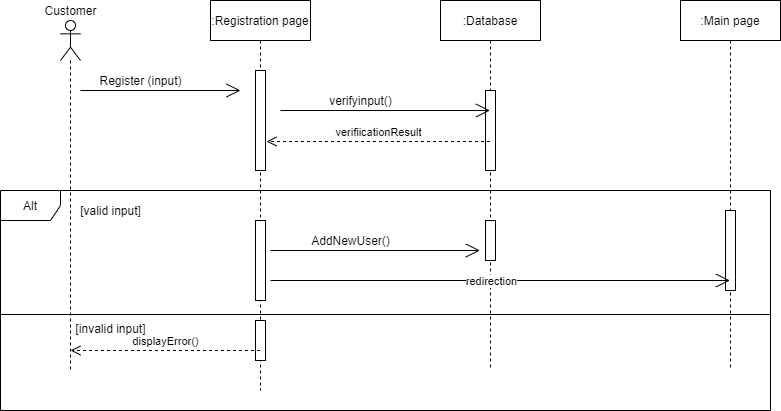 Customer
:Registration page
:Database
:Main page
Register (input)
verifyinput()
verifiicationResult
Alt
[valid input]
AddNewUser()
redirection
[invalid input]
displayError()